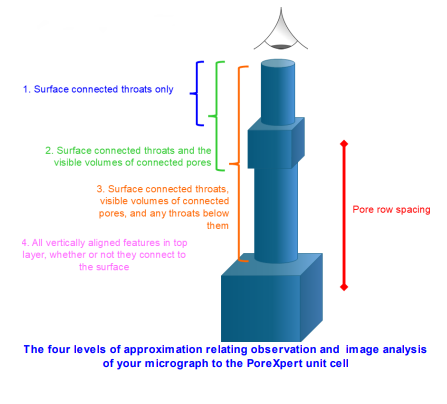 1. Surface connected throats only
2. Surface connected throats and the
visible volumes of connected pores
3. Surface connected throats,
visible volumes of connected
pores, and any throats below
them
Pore row spacing
4. All vertically aligned features in top
layer, whether or not they connect to
the surface
The four levels of approximation relating observation and image analysis
of your micrograph to the PoreXpert unit cell